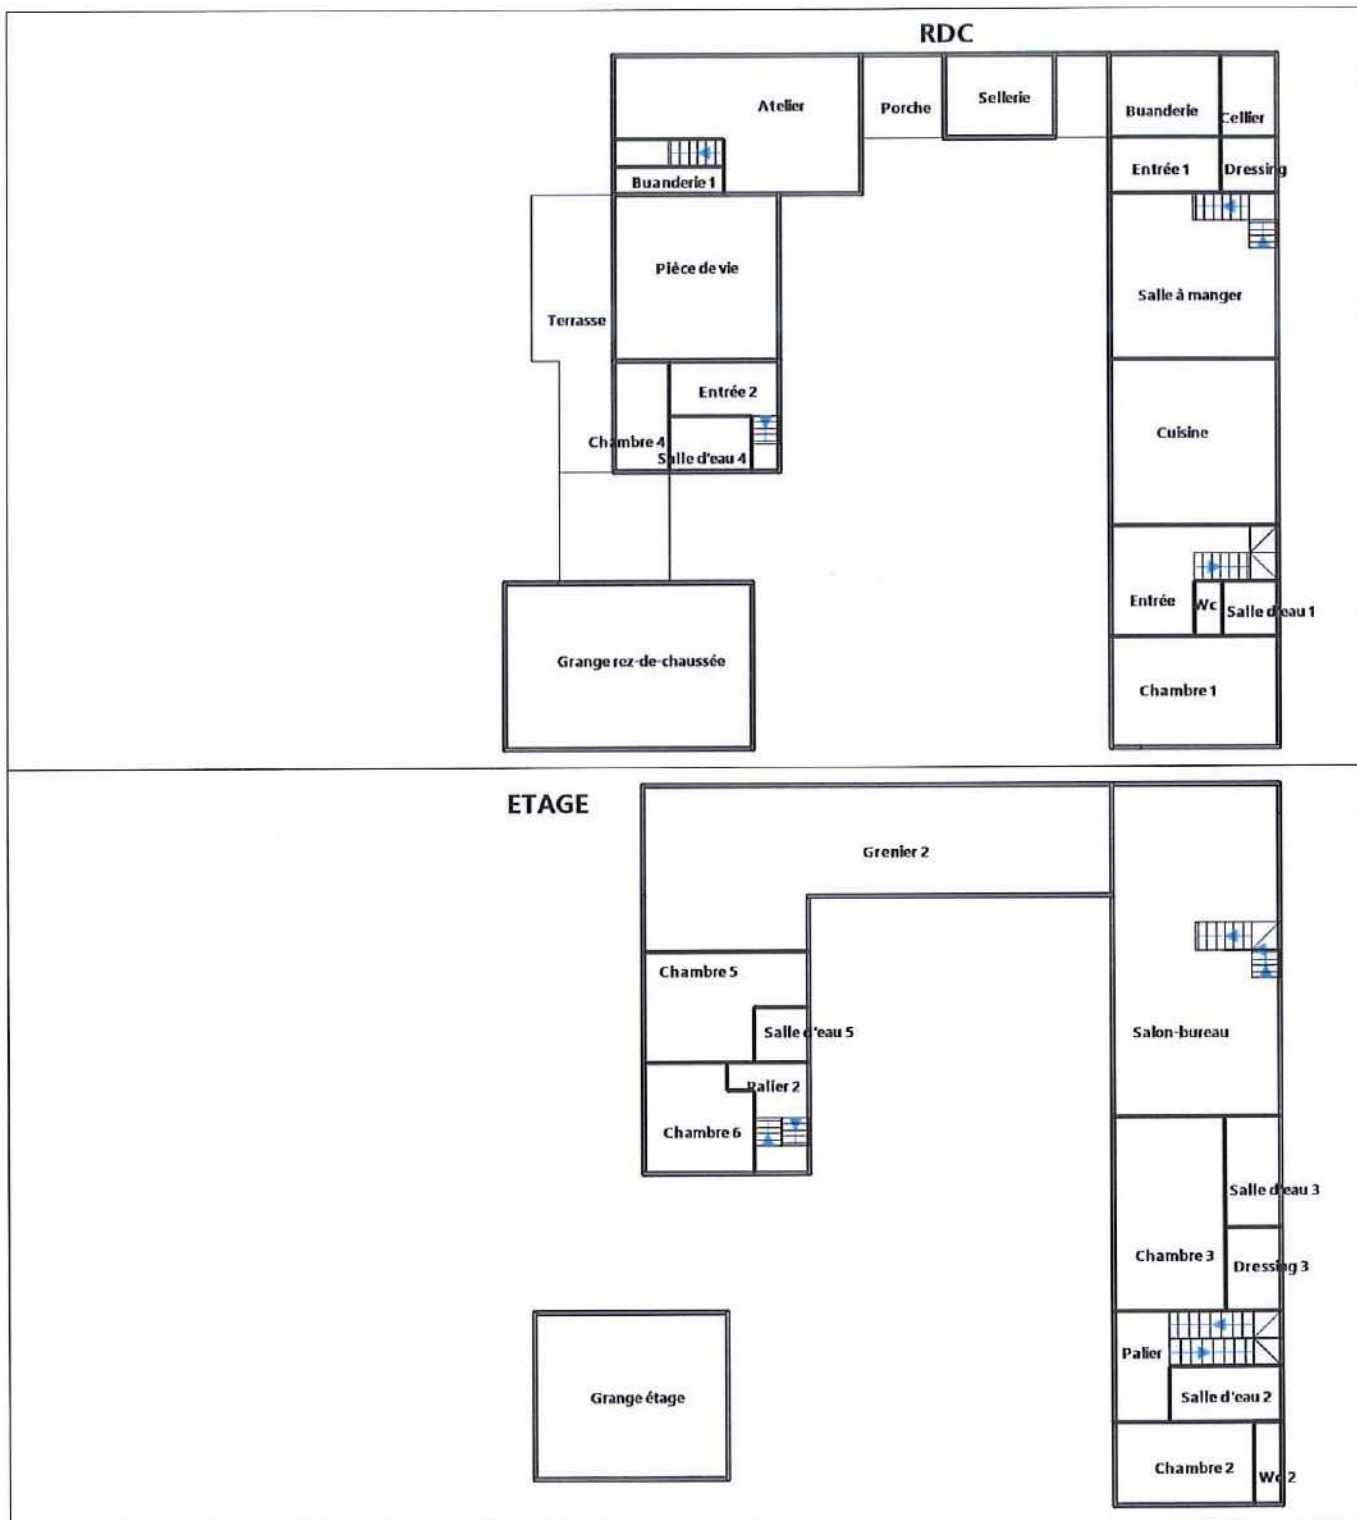 RDC
Atelier
Porche
Sellerie
Buanderie
Cellier
Buanderie 1
Entrée 1
Dressing
Pièce de vie
Salle à manger
Terrasse
Entrée 2
Chambre 4
Salle d'eau 4
Cuisine
Entrée
Wc
Salle d'eau 1
Grange rez-de-chaussée
Chambre 1
ETAGE
Grenier 2
Chambre 5
Salle d'eau 5
Salon-bureau
Palier 2
Chambre 6
Salle d'eau 3
Chambre 3
Dressing 3
Palier
Grange étage
Salle d'eau 2
Chambre 2
Wc 2